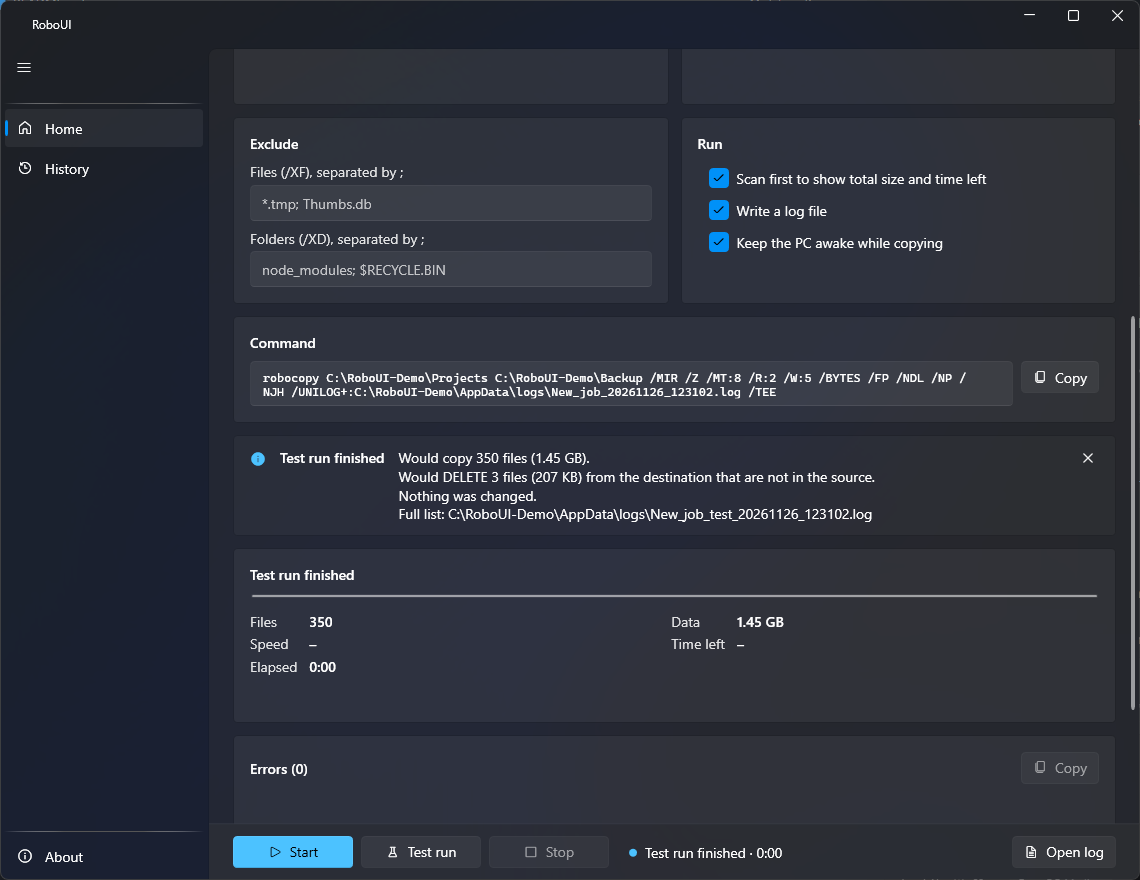 RoboUI
Home
History
Exclude
Files (/XF), separated by ;
*.tmp; Thumbs.db
Folders (/XD), separated by ;
node_modules; $RECYCLE.BIN
Run
Scan first to show total size and time left
Write a log file
Keep the PC awake while copying
Command
robocopy C:\RoboUI-Demo\Projects C:\RoboUI-Demo\Backup /MIR /Z /MT:8 /R:2 /W:5 /BYTES /FP /NDL /NP /
NJH /UNILOG+:C:\RoboUI-Demo\AppData\logs\New_job_20261126_123102.log /TEE
Copy
Test run finished
Would copy 350 files (1.45 GB).
Would DELETE 3 files (207 KB) from the destination that are not in the source.
Nothing was changed.
Full list: C:\RoboUI-Demo\AppData\logs\New_job_test_20261126_123102.log
Test run finished
Files 350
Data 1.45 GB
Speed –
Time left –
Elapsed 0:00
Errors (0)
Copy
Start
Test run
Stop
Test run finished · 0:00
Open log
About